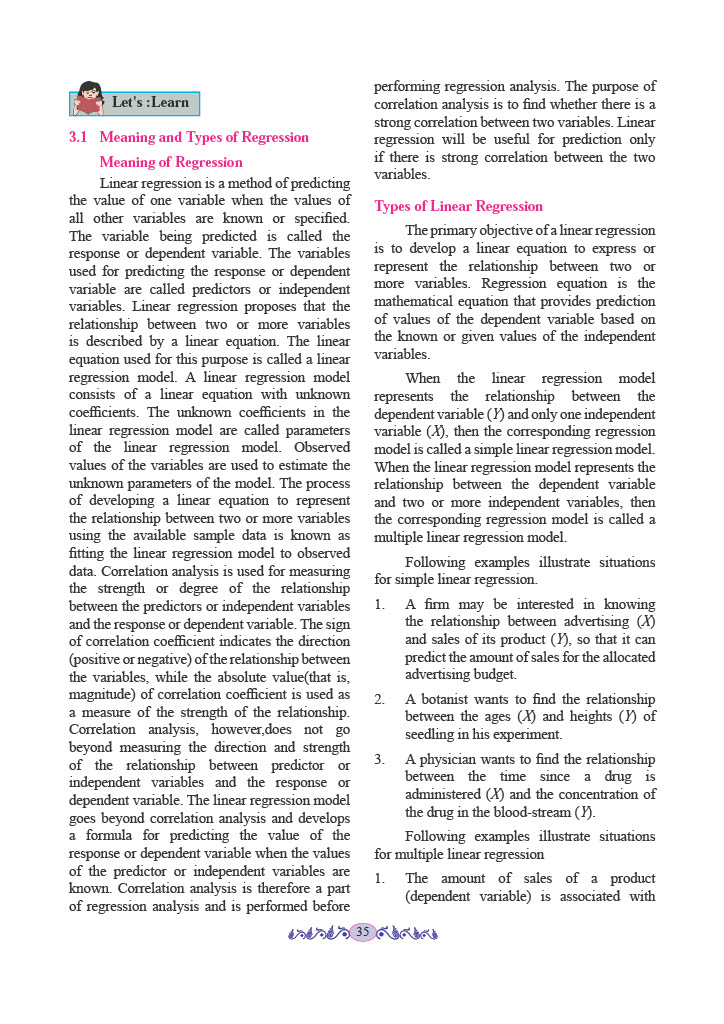 Let's :Learn
3.1 Meaning and Types of Regression
Meaning of Regression
Linear regression is a method of predicting
the value of one variable when the values of
all other variables are known or specified.
The variable being predicted is called the
response or dependent variable. The variables
used for predicting the response or dependent
variable are called predictors or independent
variables. Linear regression proposes that the
relationship between two or more variables
is described by a linear equation. The linear
equation used for this purpose is called a linear
regression model. A linear regression model
consists of a linear equation with unknown
coefficients. The unknown coefficients in the
linear regression model are called parameters
of the linear regression model. Observed
values of the variables are used to estimate the
unknown parameters of the model. The process
of developing a linear equation to represent
the relationship between two or more variables
using the available sample data is known as
fitting the linear regression model to observed
data. Correlation analysis is used for measuring
the strength or degree of the relationship
between the predictors or independent variables
and the response or dependent variable. The sign
of correlation coefficient indicates the direction
(positive or negative) of the relationship between
the variables, while the absolute value(that is,
magnitude) of correlation coefficient is used as
a measure of the strength of the relationship.
Correlation analysis, however,does not go
beyond measuring the direction and strength
of the relationship between predictor or
independent variables and the response or
dependent variable. The linear regression model
goes beyond correlation analysis and develops
a formula for predicting the value of the
response or dependent variable when the values
of the predictor or independent variables are
known. Correlation analysis is therefore a part
of regression analysis and is performed before
performing regression analysis. The purpose of
correlation analysis is to find whether there is a
strong correlation between two variables. Linear
regression will be useful for prediction only
if there is strong correlation between the two
variables.
Types of Linear Regression
The primary objective of a linear regression
is to develop a linear equation to express or
represent the relationship between two or
more variables. Regression equation is the
mathematical equation that provides prediction
of values of the dependent variable based on
the known or given values of the independent
variables.
When the linear regression model
represents the relationship between the
dependent variable (Y) and only one independent
variable (X), then the corresponding regression
model is called a simple linear regression model.
When the linear regression model represents the
relationship between the dependent variable
and two or more independent variables, then
the corresponding regression model is called a
multiple linear regression model.
Following examples illustrate situations
for simple linear regression.
1. A firm may be interested in knowing
the relationship between advertising (X)
and sales of its product (Y), so that it can
predict the amount of sales for the allocated
advertising budget.
2. A botanist wants to find the relationship
between the ages (X) and heights (Y) of
seedling in his experiment.
3. A physician wants to find the relationship
between the time since a drug is
administered (X) and the concentration of
the drug in the blood-stream (Y).
Following examples illustrate situations
for multiple linear regression
1. The amount of sales of a product
(dependent variable) is associated with
35